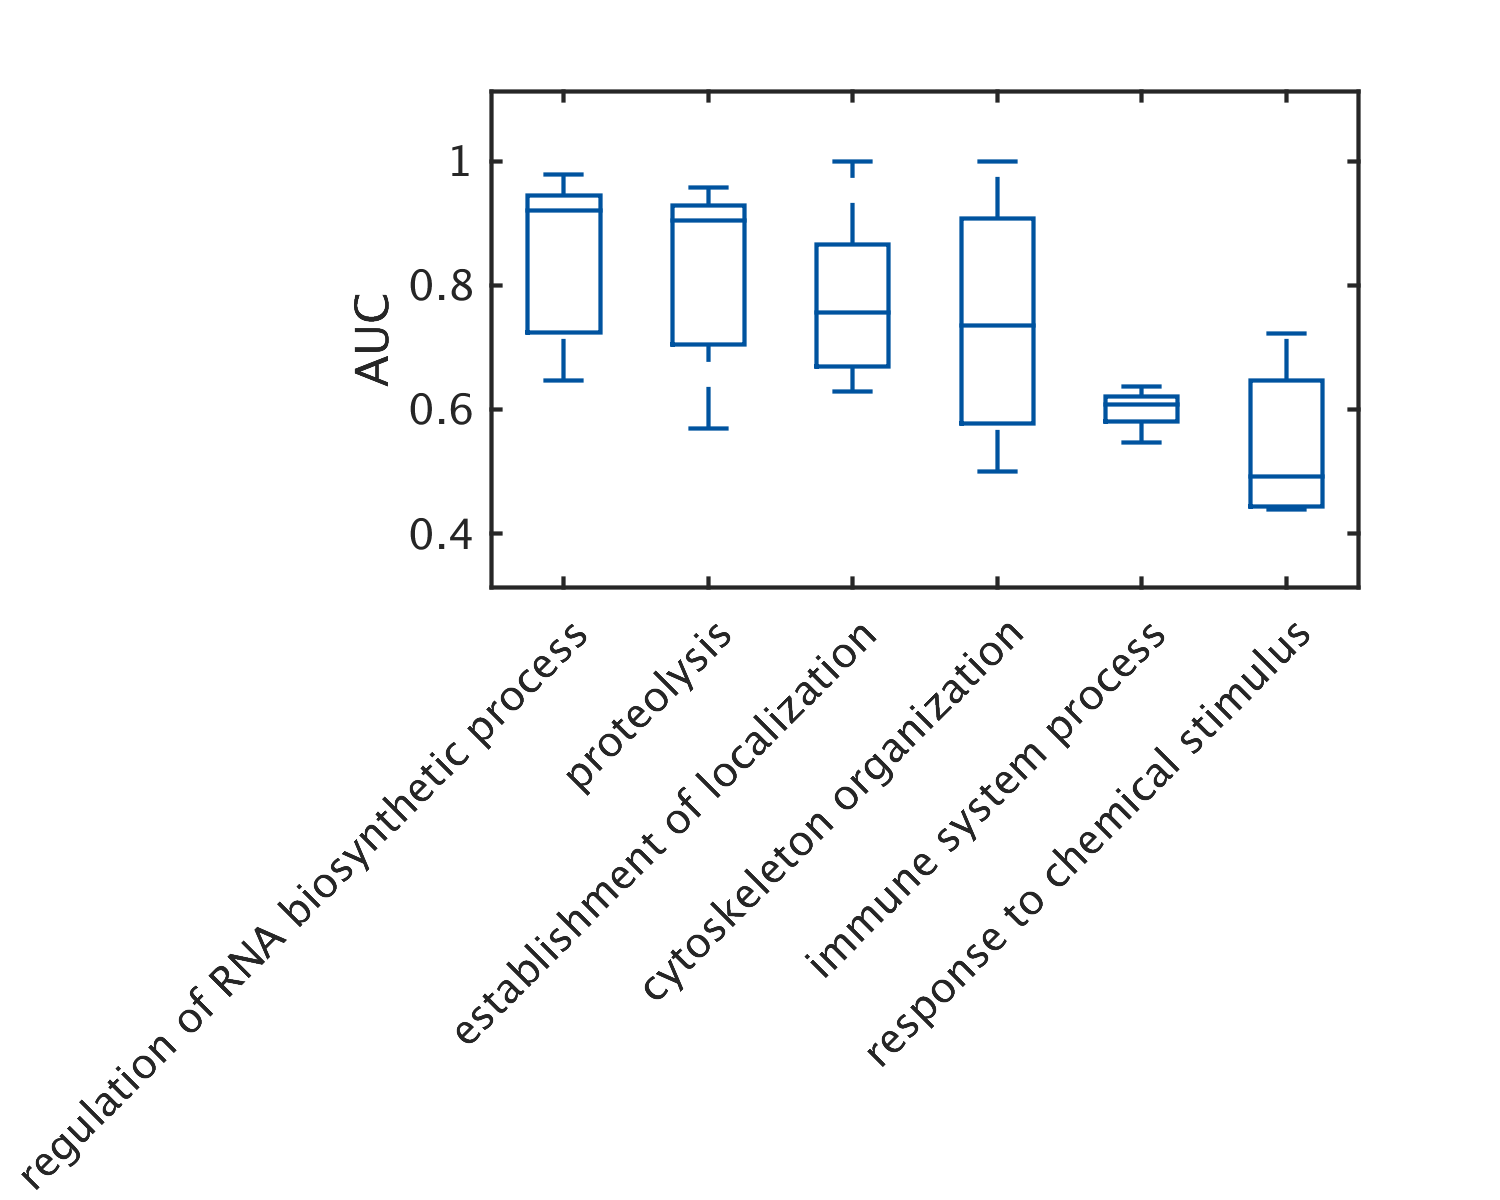 AUC
1
0.8
0.6
0.4
regulation of RNA biosynthetic process
proteolysis
establishment of localization
cytoskeleton organization
immune system process
response to chemical stimulus